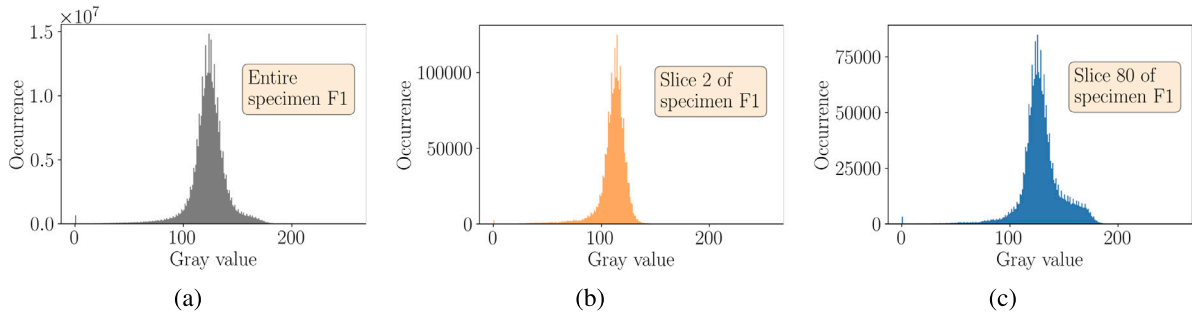 ×10⁷
1.5
1.0
0.5
0.0
Occurrence
Entire
specimen F1
0 100 200
Gray value
(a)
100000
50000
0
Occurrence
Slice 2 of
specimen F1
0 100 200
Gray value
(b)
75000
50000
25000
0
Occurrence
Slice 80 of
specimen F1
0 100 200
Gray value
(c)